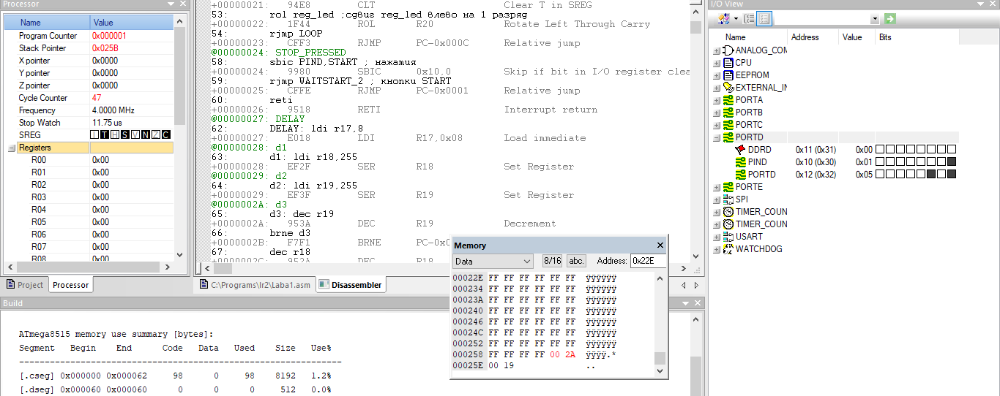 Processor
Name Value
Program Counter 0x000001
Stack Pointer 0x025B
X pointer 0x0000
Y pointer 0x0000
Z pointer 0x0000
Cycle Counter 47
Frequency 4.0000 MHz
Stop Watch 11.75 us
SREG I T H S V N Z C
Registers
R00 0x00
R01 0x00
R02 0x00
R03 0x00
R04 0x00
R05 0x00
R06 0x00
R07 0x00
R08 0x00
Project Processor
+00000021: 94E8 CLT Clear T in SREG
53: rol reg_led ;сдвиг reg_led влево на 1 разряд
+00000022: 1F44 ROL R20 Rotate Left Through Carry
54: rjmp LOOP
+00000023: CFF3 RJMP PC-0x000C Relative jump
@00000024: STOP_PRESSED
58: sbic PIND,START ; нажатия
+00000024: 9980 SBIC 0x10,0 Skip if bit in I/O register clea
59: rjmp WAITSTART_2 ; кнопки START
+00000025: CFFE RJMP PC-0x0001 Relative jump
60: reti
+00000026: 9518 RETI Interrupt return
@00000027: DELAY
62: DELAY: ldi r17,8
+00000027: E018 LDI R17,0x08 Load immediate
@00000028: d1
63: d1: ldi r18,255
+00000028: EF2F SER R18 Set Register
@00000029: d2
64: d2: ldi r19,255
+00000029: EF3F SER R19 Set Register
@0000002A: d3
65: d3: dec r19
+0000002A: 953A DEC R19 Decrement
66: brne d3
+0000002B: F7F1 BRNE PC-0x0
67: dec r18
+0000002C: 952A DEC R18
C:\Programs\lr2\Laba1.asm Disassembler
Memory
Data 8/16 abc. Address: 0x22E
00022E FF FF FF FF FF FF ÿÿÿÿÿÿ
000234 FF FF FF FF FF FF ÿÿÿÿÿÿ
00023A FF FF FF FF FF FF ÿÿÿÿÿÿ
000240 FF FF FF FF FF FF ÿÿÿÿÿÿ
000246 FF FF FF FF FF FF ÿÿÿÿÿÿ
00024C FF FF FF FF FF FF ÿÿÿÿÿÿ
000252 FF FF FF FF FF FF ÿÿÿÿÿÿ
000258 FF FF FF FF 00 2A ÿÿÿÿ.*
00025E 00 19 ..
I/O View
Name Address Value Bits
ANALOG_COM
CPU
EEPROM
EXTERNAL_IN
PORTA
PORTB
PORTC
PORTD
DDRD 0x11 (0x31) 0x00
PIND 0x10 (0x30) 0x01
PORTD 0x12 (0x32) 0x05
PORTE
SPI
TIMER_COUN
TIMER_COUN
USART
WATCHDOG
Build
ATmega8515 memory use summary [bytes]:
Segment Begin End Code Data Used Size Use%
---------------------------------------------------------------
[.cseg] 0x000000 0x000062 98 0 98 8192 1.2%
[.dseg] 0x000060 0x000060 0 0 0 512 0.0%